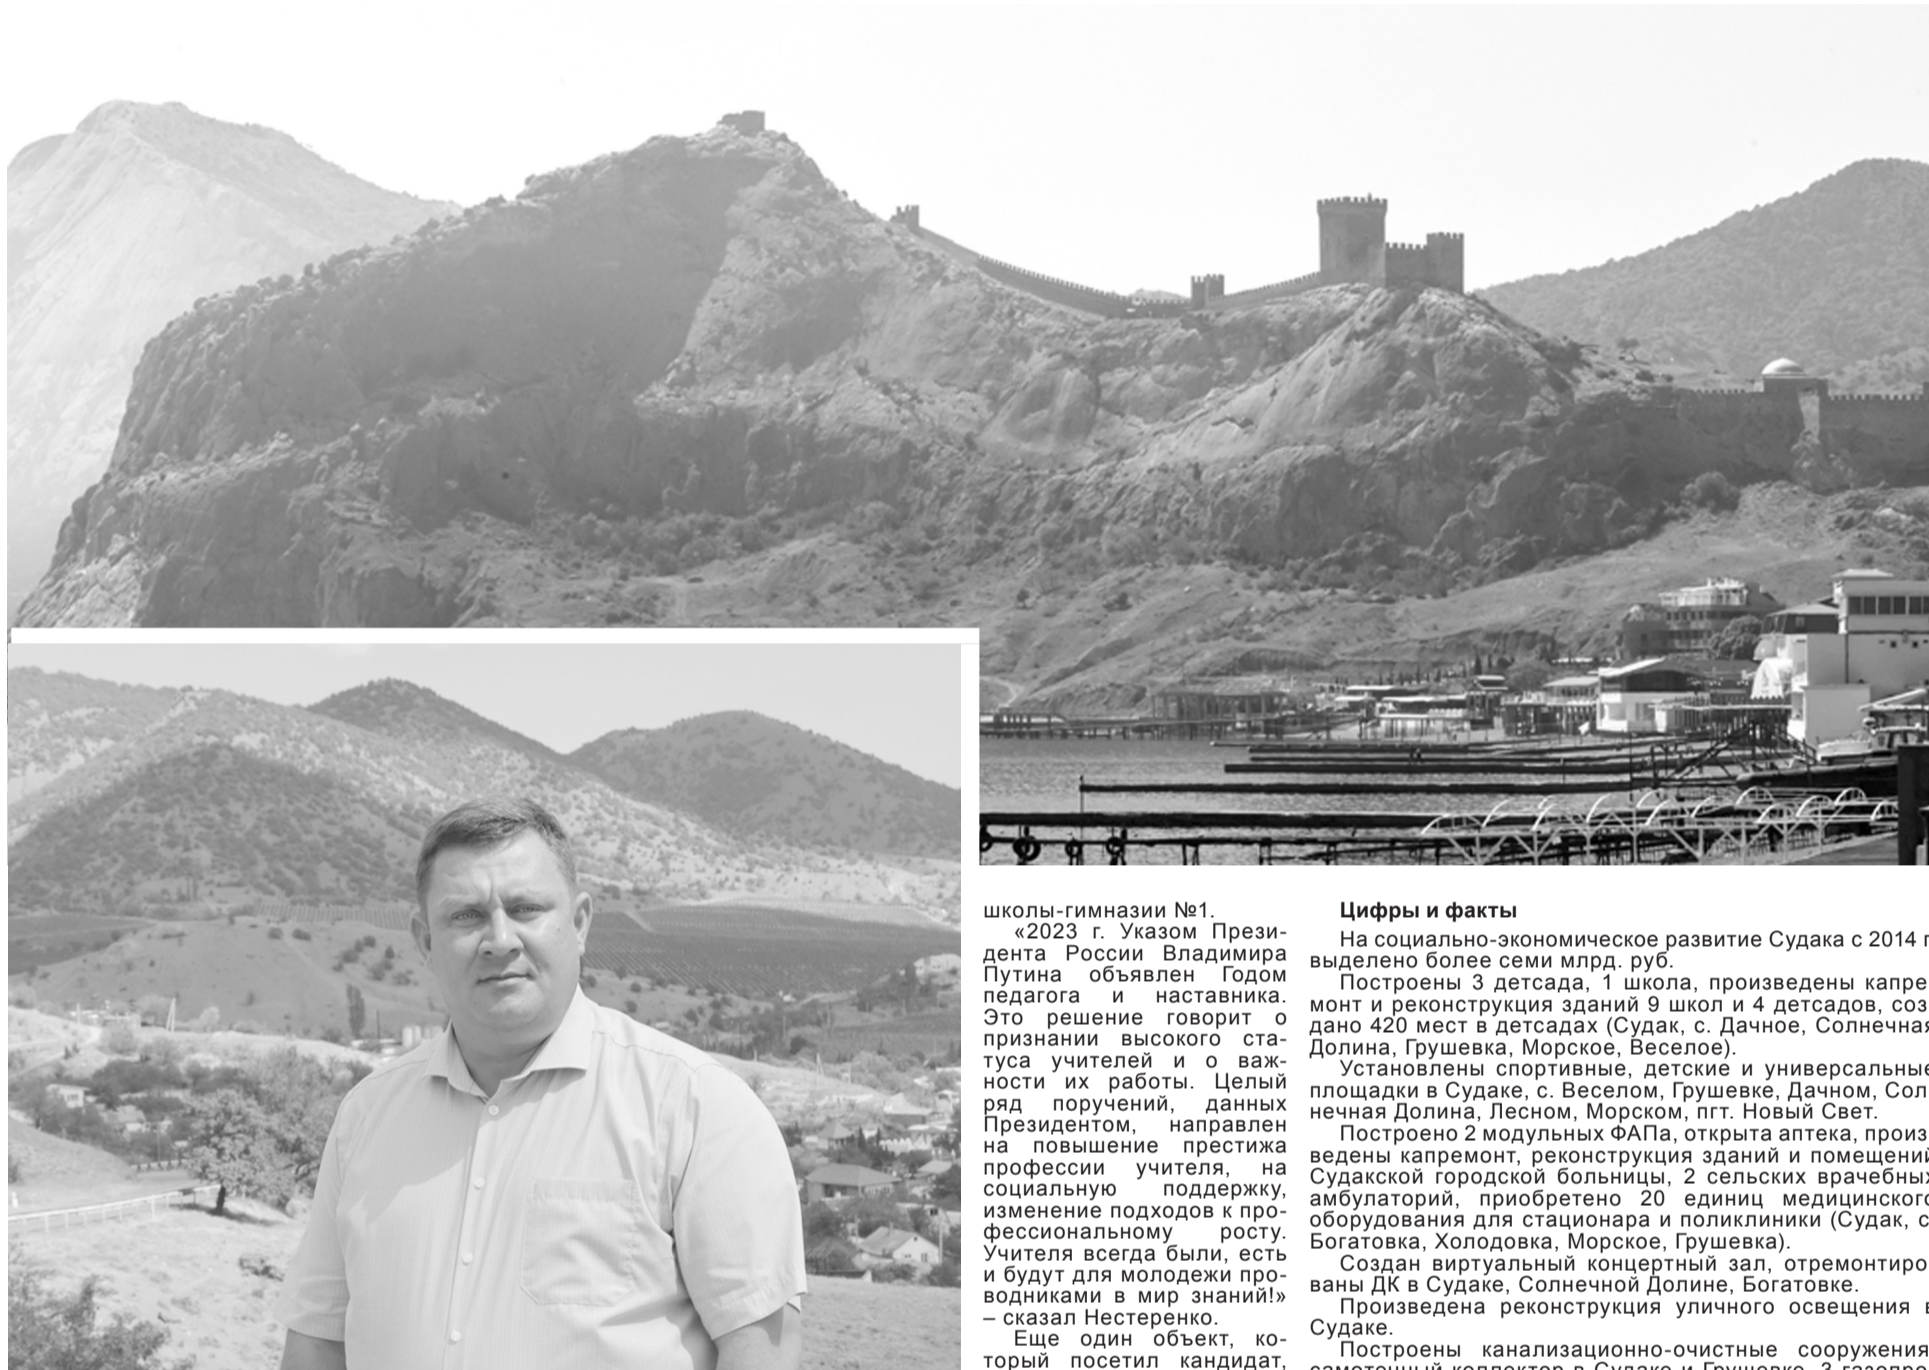 школы-гимназии №1.
«2023 г. Указом Прези-
дента России Владимира
Путина объявлен Годом
педагога и наставника.
Это решение говорит о
признании высокого ста-
туса учителей и о важ-
ности их работы. Целый
ряд поручений, данных
Президентом, направлен
на повышение престижа
профессии учителя, на
социальную поддержку,
изменение подходов к про-
фессиональному росту.
Учителя всегда были, есть
и будут для молодежи про-
водниками в мир знаний!»
– сказал Нестеренко.
Еще один объект, ко-
торый посетил кандидат,
Цифры и факты
На социально-экономическое развитие Судака с 2014 г
выделено более семи млрд. руб.
Построены 3 детсада, 1 школа, произведены капре
монт и реконструкция зданий 9 школ и 4 детсадов, соз
дано 420 мест в детсадах (Судак, с. Дачное, Солнечная
Долина, Грушевка, Морское, Веселое).
Установлены спортивные, детские и универсальные
площадки в Судаке, с. Веселом, Грушевке, Дачном, Сол
нечная Долина, Лесном, Морском, пгт. Новый Свет.
Построено 2 модульных ФАПа, открыта аптека, произ
ведены капремонт, реконструкция зданий и помещений
Судакской городской больницы, 2 сельских врачебных
амбулаторий, приобретено 20 единиц медицинского
оборудования для стационара и поликлиники (Судак, с
Богатовка, Холодовка, Морское, Грушевка).
Создан виртуальный концертный зал, отремонтиро
ваны ДК в Судаке, Солнечной Долине, Богатовке.
Произведена реконструкция уличного освещения в
Судаке.
Построены канализационно-очистные сооружения
самотечный коллектор в Судаке и Грушевке, 3